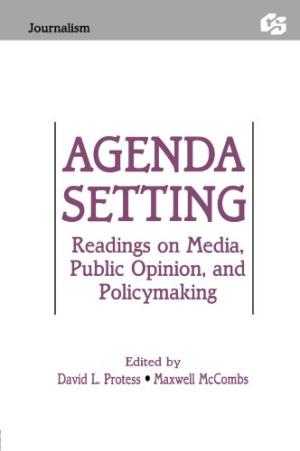 Journalism
AGENDA
SETTING
Readings on Media,
Public Opinion, and
Policymaking
Edited by
David L. Protess • Maxwell McCombs